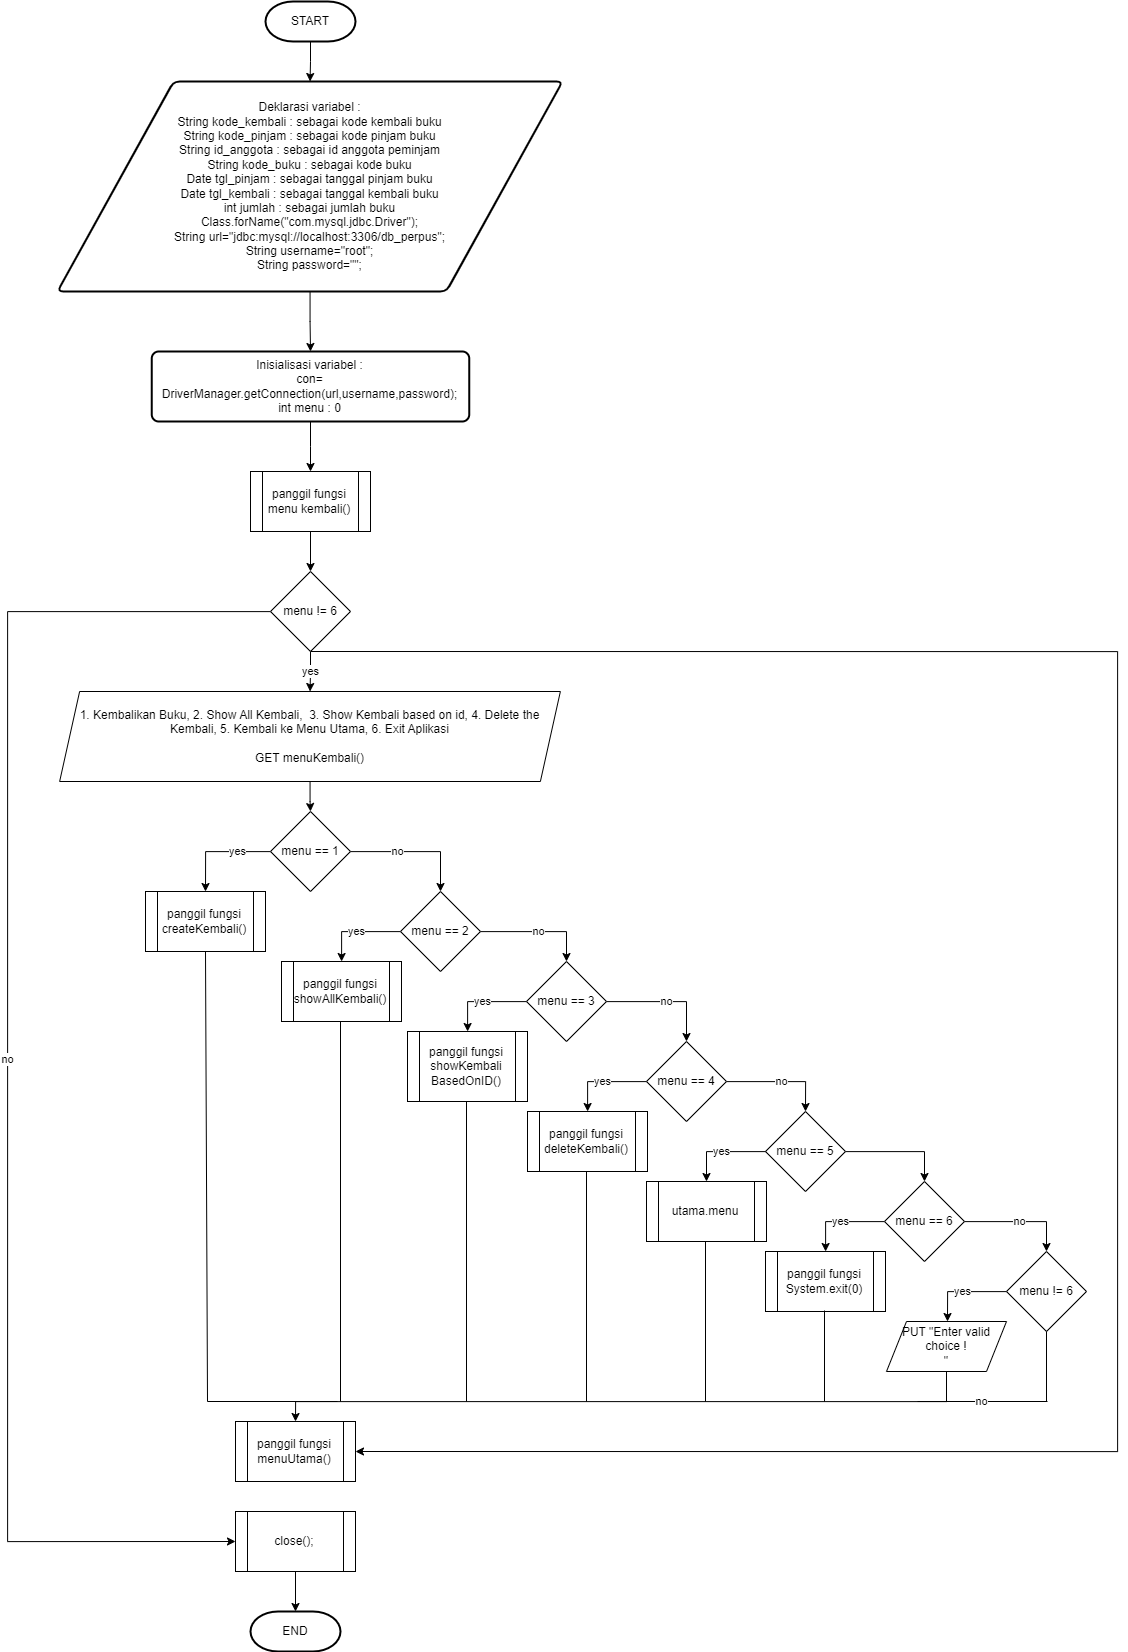 START
Deklarasi variabel :
String kode_kembali : sebagai kode kembali buku
String kode_pinjam : sebagai kode pinjam buku
String id_anggota : sebagai id anggota peminjam
String kode_buku : sebagai kode buku
Date tgl_pinjam : sebagai tanggal pinjam buku
Date tgl_kembali : sebagai tanggal kembali buku
int jumlah : sebagai jumlah buku
Class.forName("com.mysql.jdbc.Driver");
String url="jdbc:mysql://localhost:3306/db_perpus";
String username="root";
String password="";
Inisialisasi variabel :
con=
DriverManager.getConnection(url,username,password);
int menu : 0
panggil fungsi
menu kembali()
menu != 6
yes
1. Kembalikan Buku, 2. Show All Kembali,  3. Show Kembali based on id, 4. Delete the
Kembali, 5. Kembali ke Menu Utama, 6. Exit Aplikasi
GET menuKembali()
yes
menu == 1
no
panggil fungsi
createKembali()
yes
menu == 2
no
panggil fungsi
showAllKembali()
yes
menu == 3
no
panggil fungsi
showKembali
BasedOnID()
no
yes
menu == 4
no
panggil fungsi
deleteKembali()
yes
menu == 5
utama.menu
yes
menu == 6
no
panggil fungsi
System.exit(0)
yes
menu != 6
PUT "Enter valid
choice !
"
no
panggil fungsi
menuUtama()
close();
END